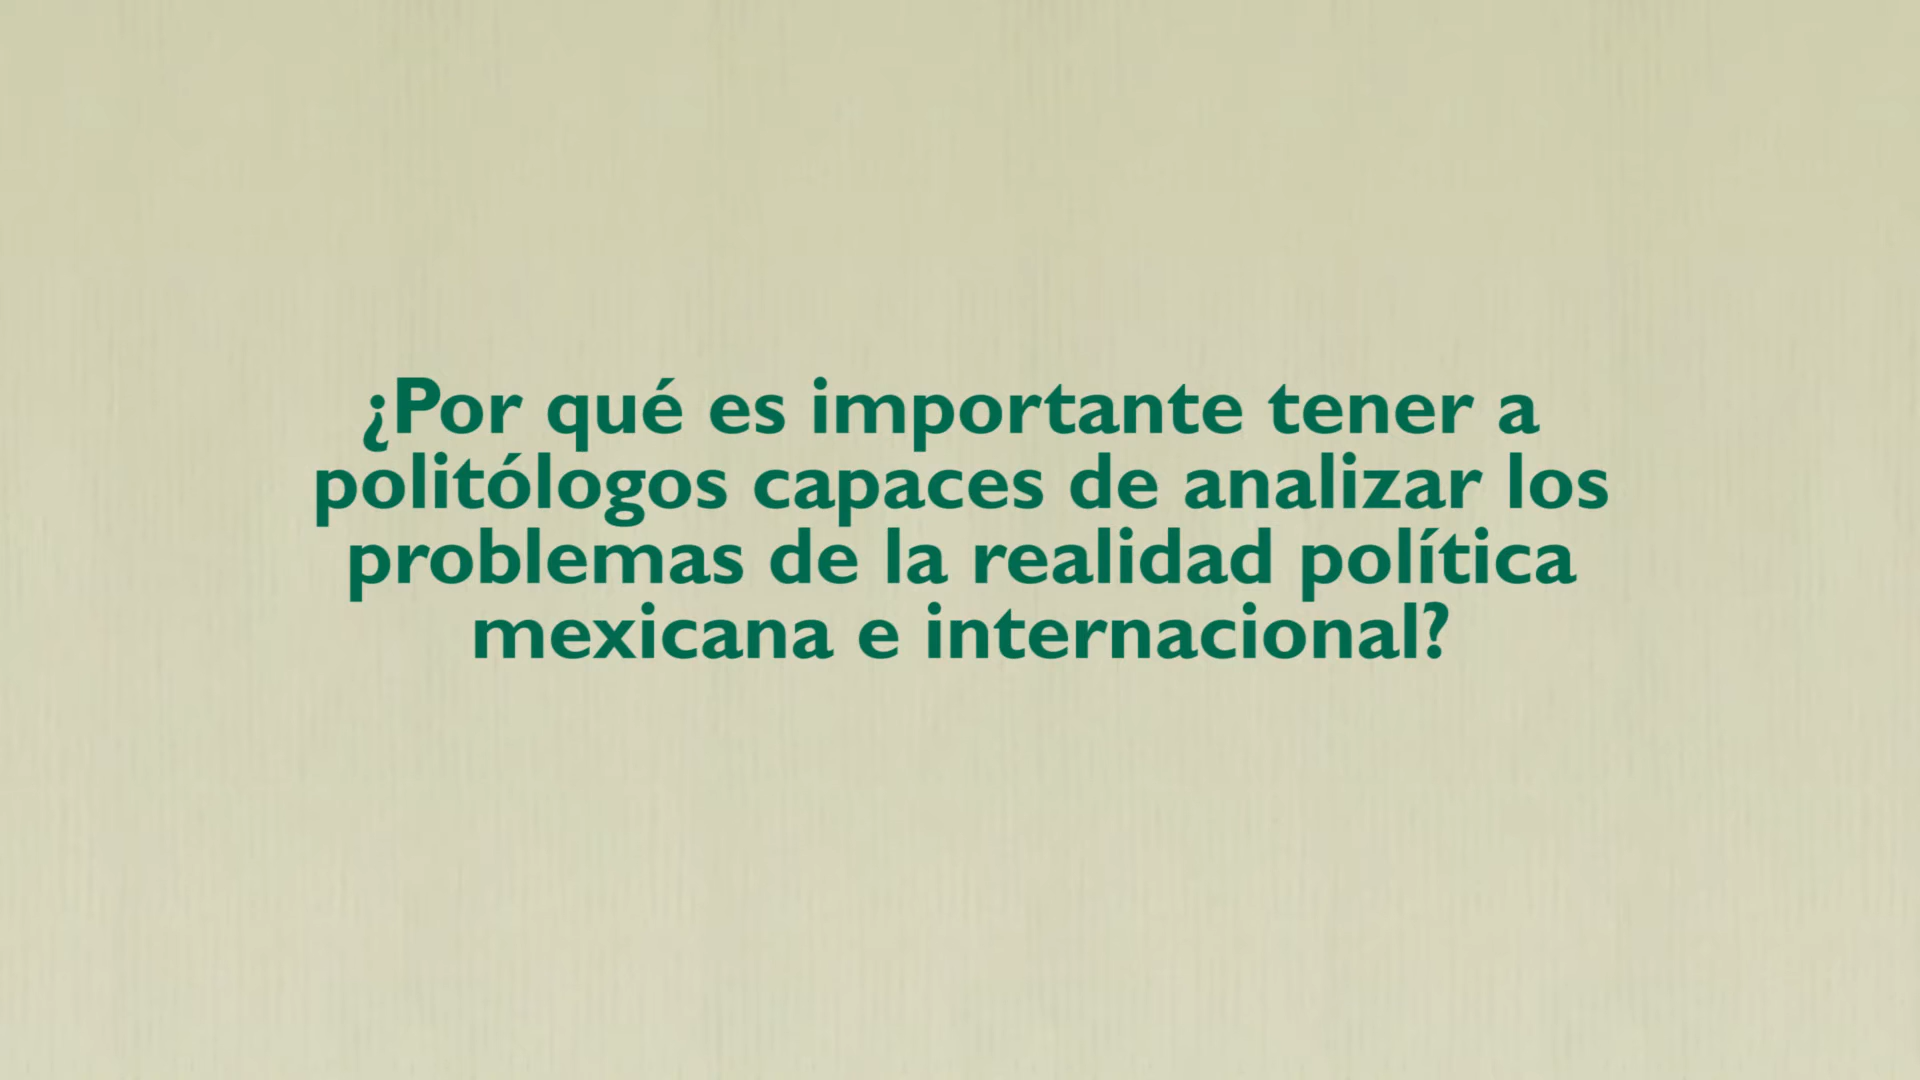 ¿Por qué es importante tener a
politólogos capaces de analizar los
problemas de la realidad política
mexicana e internacional?